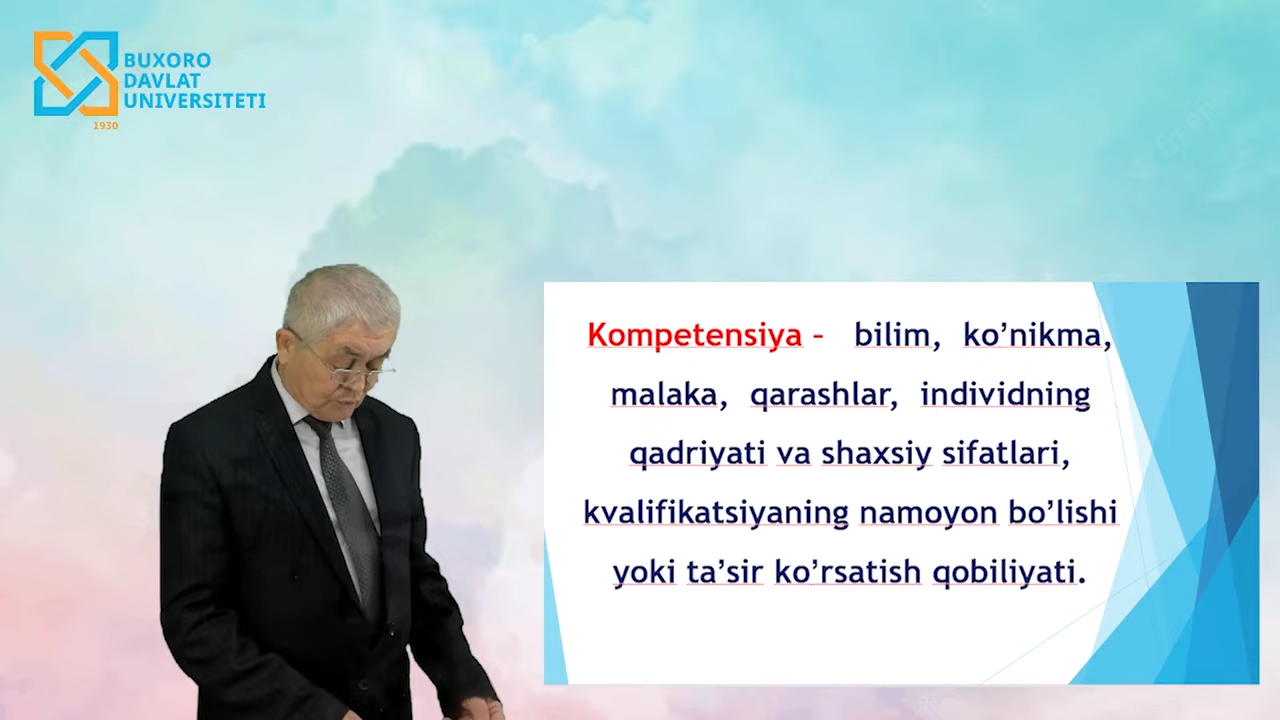 BUXORO
DAVLAT
UNIVERSITETI
1930
Kompetensiya – bilim, ko’nikma,
malaka, qarashlar, individning
qadriyati va shaxsiy sifatlari,
kvalifikatsiyaning namoyon bo’lishi
yoki ta’sir ko’rsatish qobiliyati.